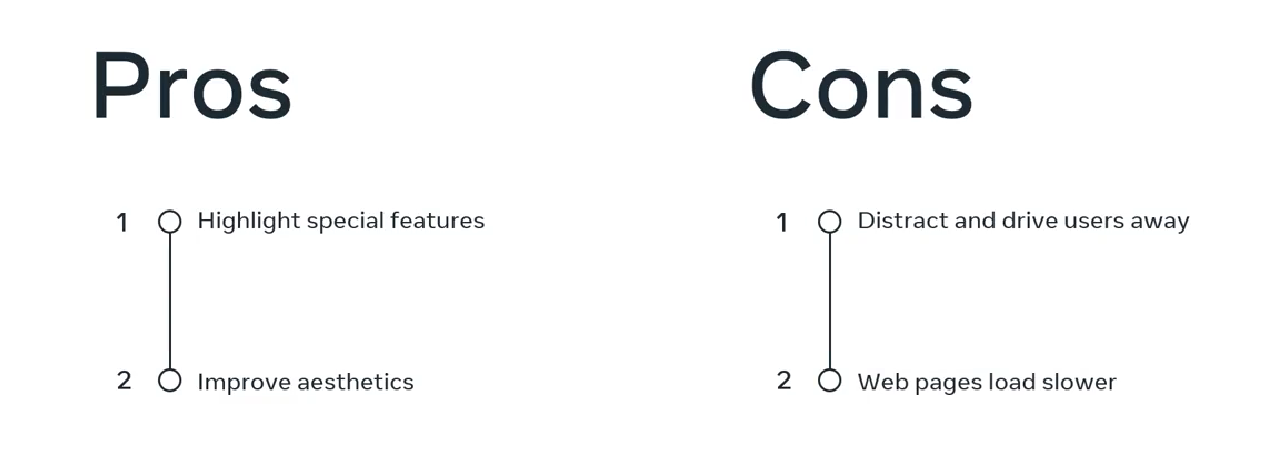 Pros
1 Highlight special features
2 Improve aesthetics
Cons
1 Distract and drive users away
2 Web pages load slower